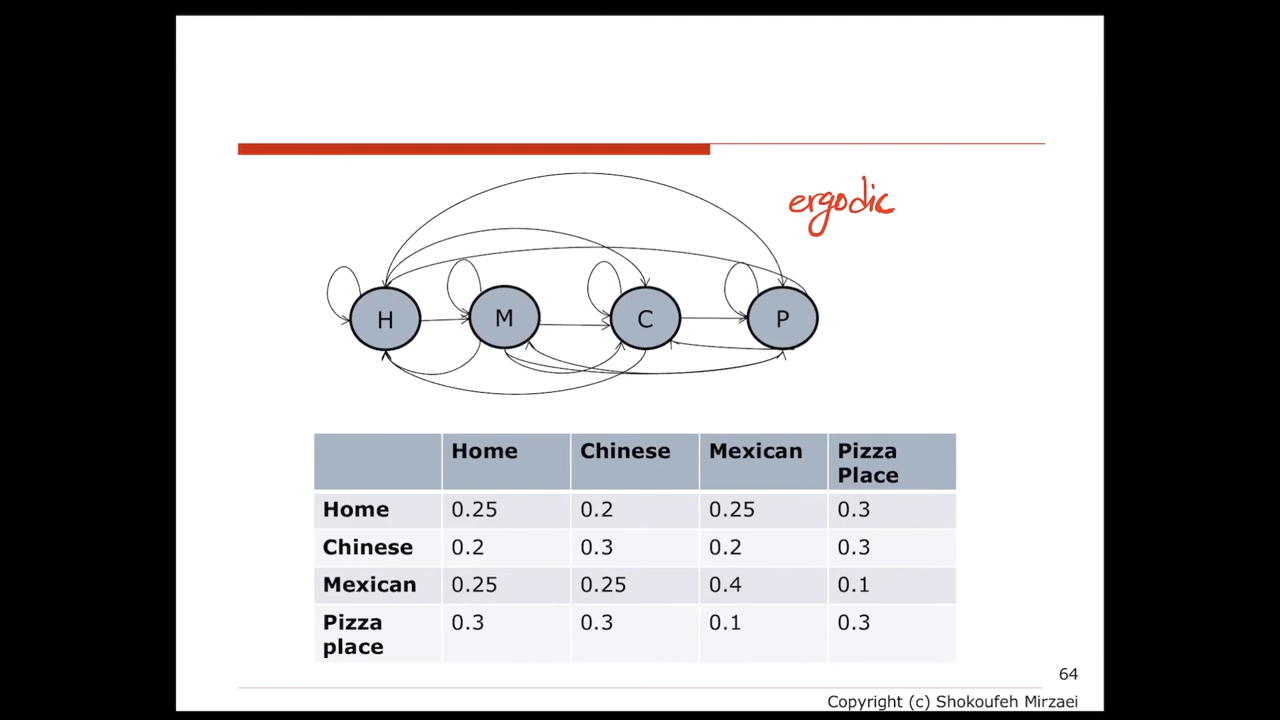 ergodic
H M C P
Home Chinese Mexican Pizza Place
Home 0.25 0.2 0.25 0.3
Chinese 0.2 0.3 0.2 0.3
Mexican 0.25 0.25 0.4 0.1
Pizza place 0.3 0.3 0.1 0.3
64
Copyright (c) Shokoufeh Mirzaei